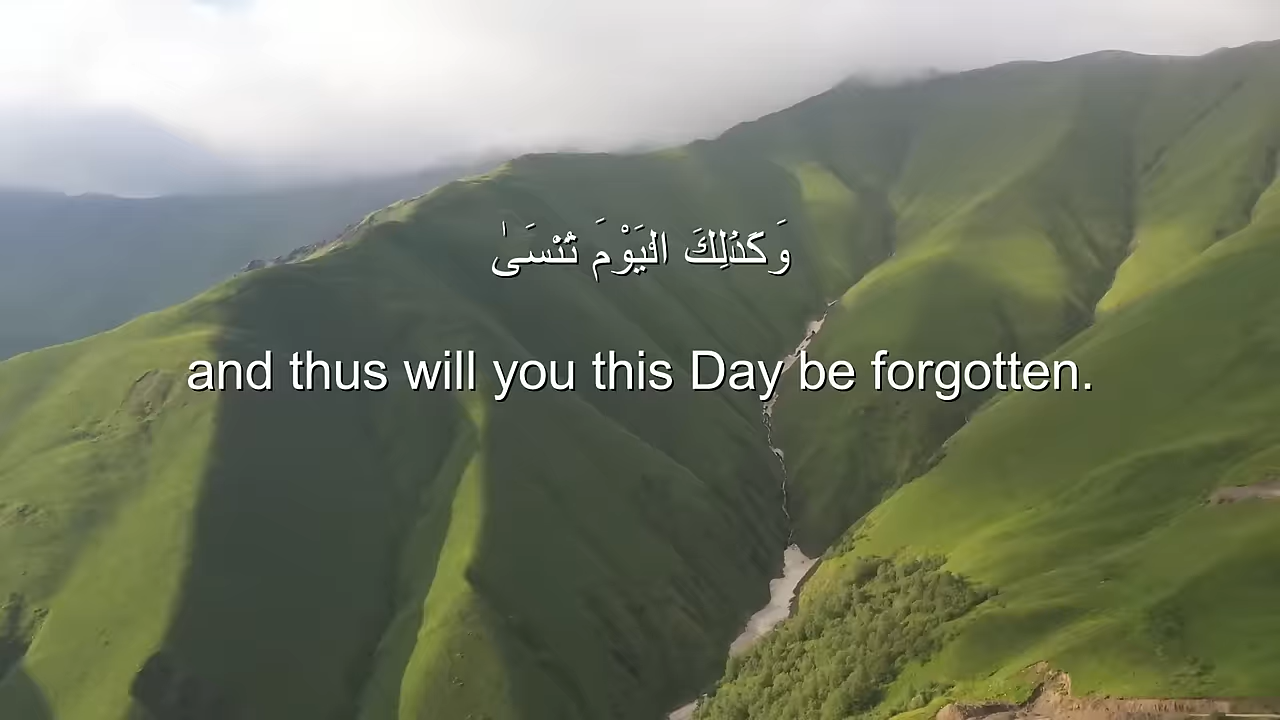 وَكَذَٰلِكَ الْيَوْمَ تُنْسَىٰ
and thus will you this Day be forgotten.